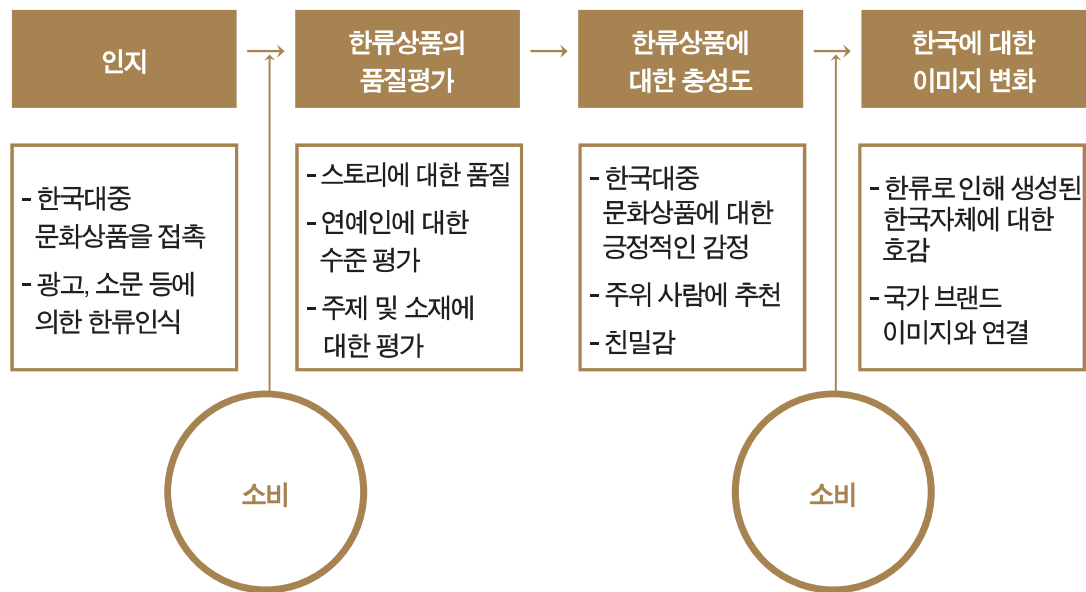 인지
한류상품의
품질평가
한류상품에
대한 충성도
한국에 대한
이미지 변화
- 한국대중
문화상품을 접촉
- 광고, 소문 등에
의한 한류인식
- 스토리에 대한 품질
- 연예인에 대한
수준 평가
- 주제 및 소재에
대한 평가
- 한국대중
문화상품에 대한
긍정적인 감정
- 주위 사람에 추천
- 친밀감
- 한류로 인해 생성된
한국자체에 대한
호감
- 국가 브랜드
이미지와 연결
소비
소비